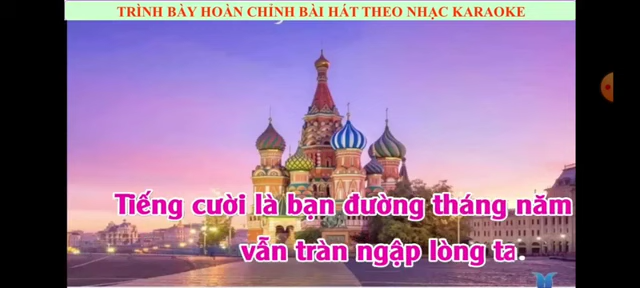 TRÌNH BÀY HOÀN CHỈNH BÀI HÁT THEO NHẠC KARAOKE
Tiếng cười là bạn đường tháng năm
vẫn tràn ngập lòng ta.